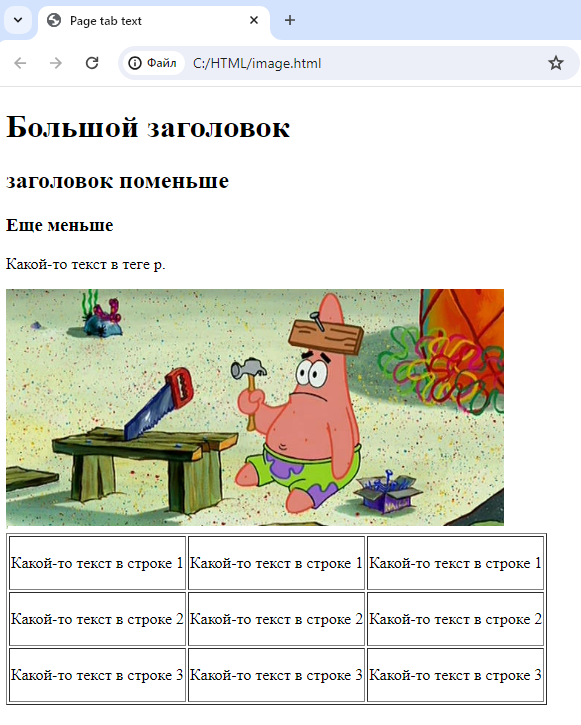 Page tab text
Файл C:/HTML/image.html
Большой заголовок
заголовок поменьше
Еще меньше
Какой-то текст в теге p.
Какой-то текст в строке 1 Какой-то текст в строке 1 Какой-то текст в строке 1
Какой-то текст в строке 2 Какой-то текст в строке 2 Какой-то текст в строке 2
Какой-то текст в строке 3 Какой-то текст в строке 3 Какой-то текст в строке 3